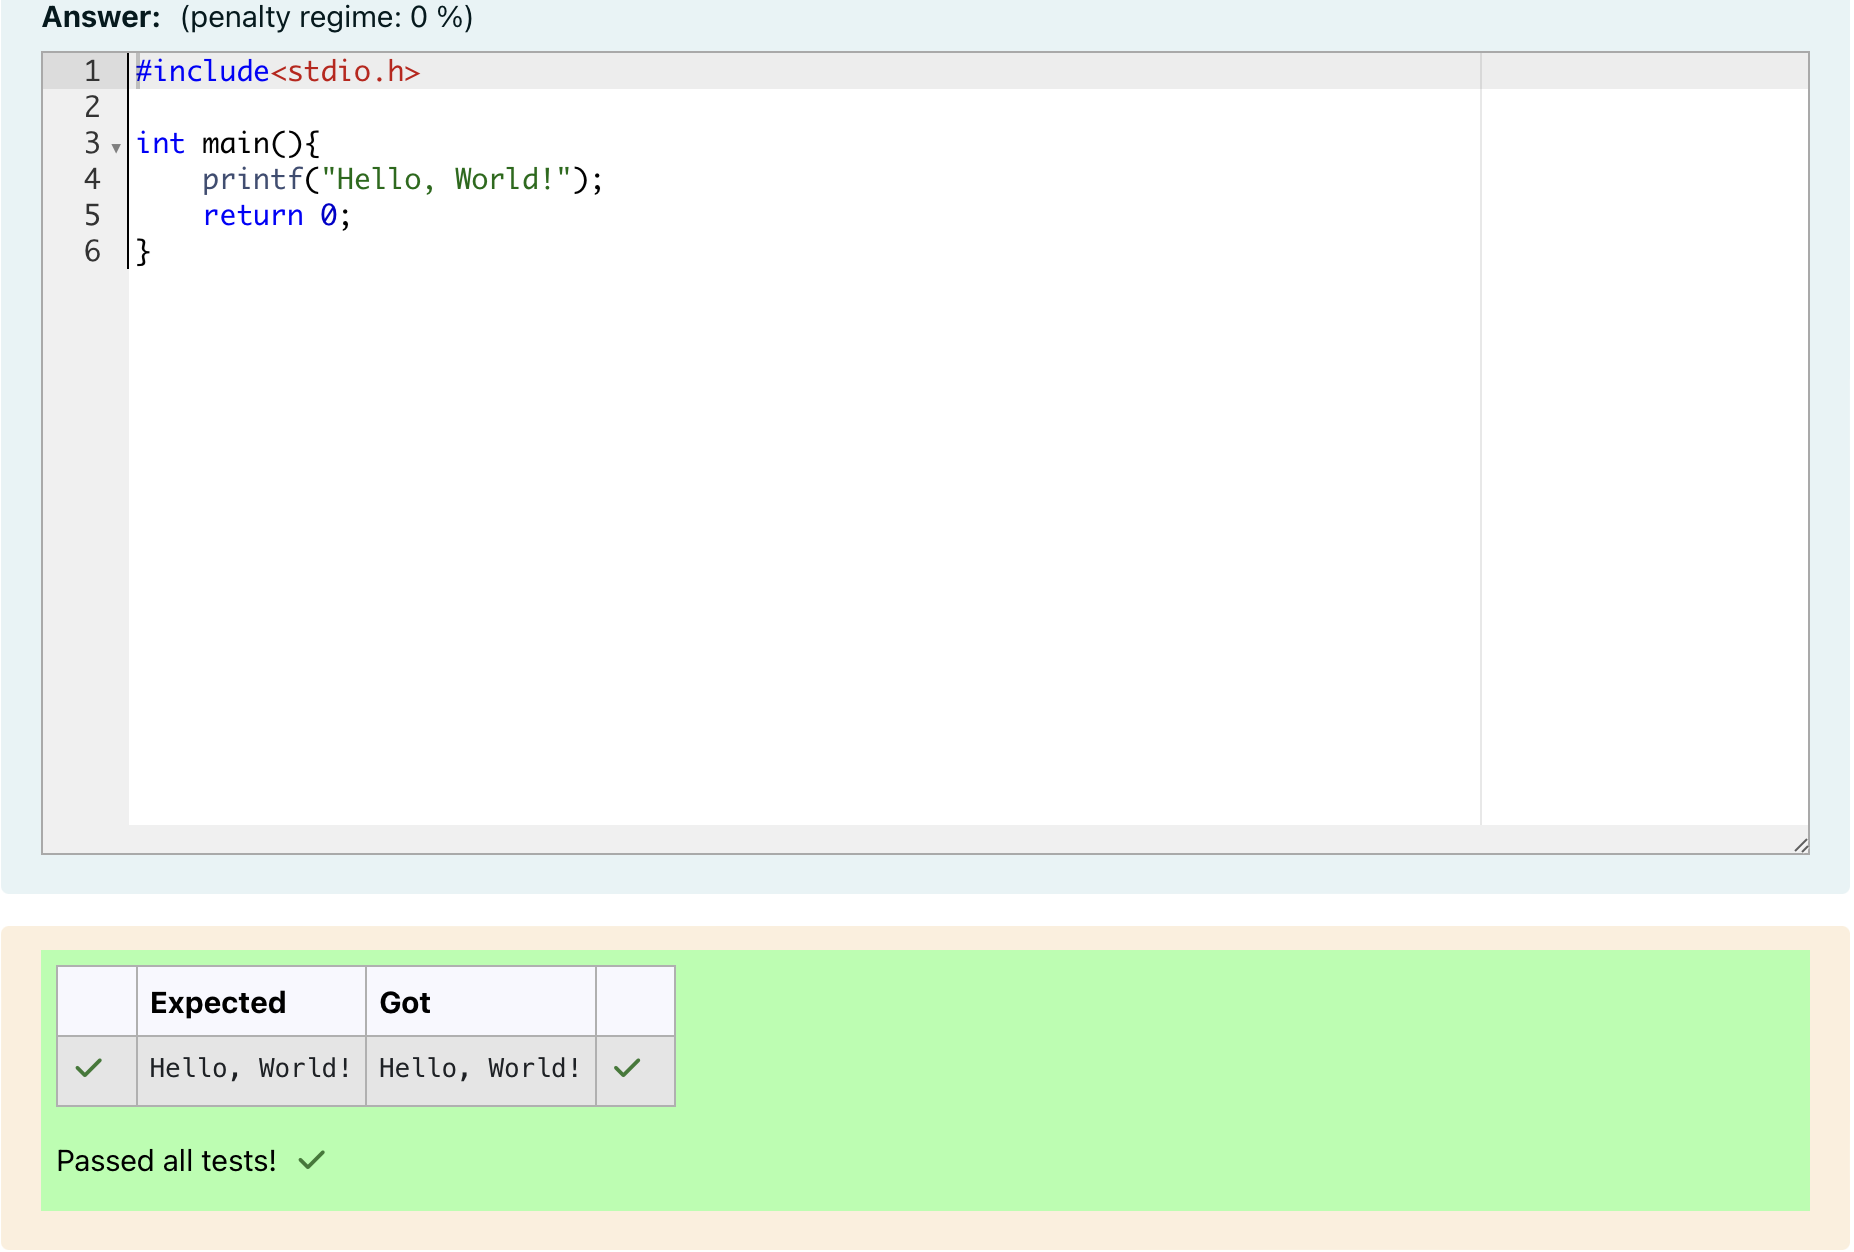 Answer: (penalty regime: 0 %)
1 #include<stdio.h>
2
3 int main(){
4     printf("Hello, World!");
5     return 0;
6 }
Expected Got
Hello, World! Hello, World!
Passed all tests!